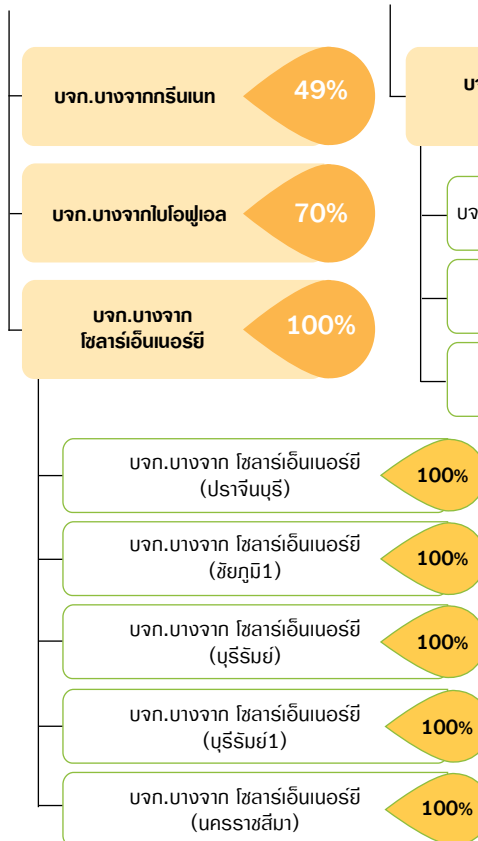 บจก.บางจากกรีนเนท
49%
บจ
บจก.บางจากไบโอฟูเอล
70%
บจ
บจก.บางจาก
โซลาร์เอ็นเนอร์ยี
100%
บจก.บางจาก โซลาร์เอ็นเนอร์ยี
(ปราจีนบุรี)
100%
บจก.บางจาก โซลาร์เอ็นเนอร์ยี
(ชัยภูมิ1)
100%
บจก.บางจาก โซลาร์เอ็นเนอร์ยี
(บุรีรัมย์)
100%
บจก.บางจาก โซลาร์เอ็นเนอร์ยี
(บุรีรัมย์1)
100%
บจก.บางจาก โซลาร์เอ็นเนอร์ยี
(นครราชสีมา)
100%